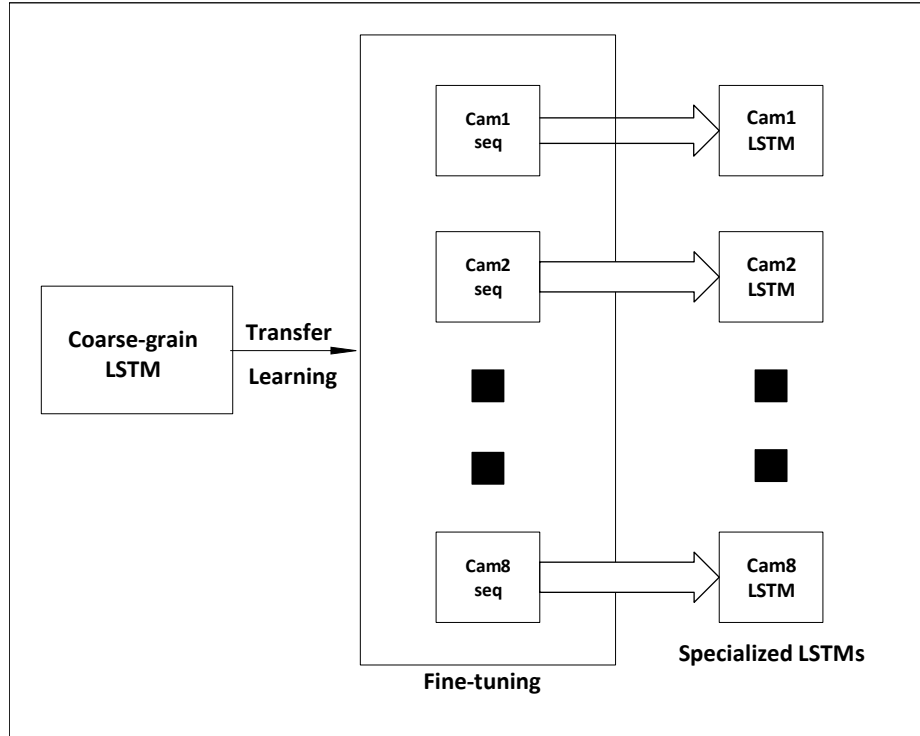 Coarse-grain
LSTM
Transfer
Learning
Cam1
seq
Cam1
LSTM
Cam2
seq
Cam2
LSTM
Cam8
seq
Cam8
LSTM
Fine-tuning
Specialized LSTMs